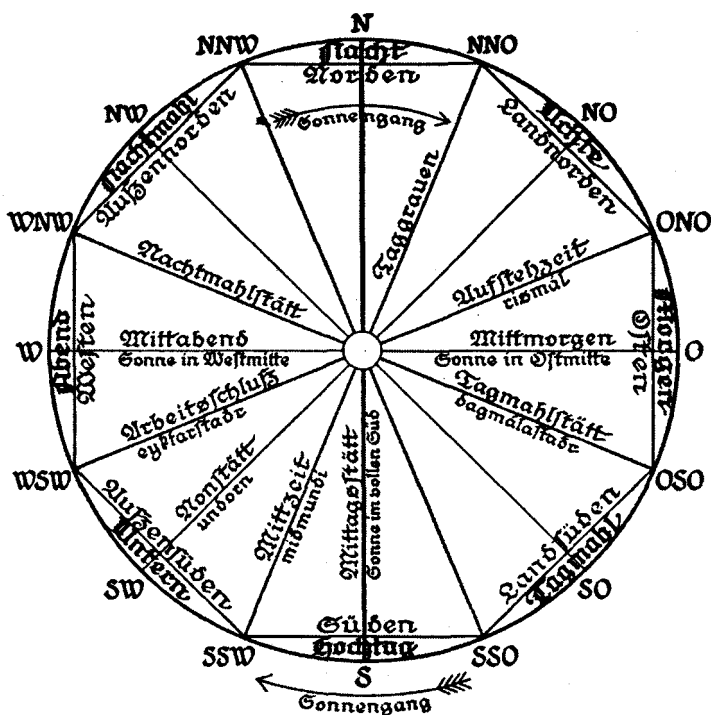 N
NNW
NNO
Nacht
Norden
Sonnengang
NW
NO
Nachtmahl
Außennorden
Uchte
Landnorden
Taggrauen
WNW
ONO
Nachtmahlstätt
Aufstehzeit
rismál
W
Abend
Westen
Mittabend
Sonne in Westmitte
Mittmorgen
Sonne in Ostmitte
Osten
Morgen
O
Arbeitsschluß
eyktarstadr
Tagmahlstätt
dagmalastadr
WSW
OSO
Nonstätt
undorn
Mittzeit
midmundi
Mittagsstätt
Sonne im vollen Süd
Außensüden
Untern
Landsüden
Tagmahl
SW
SO
Süden
Hochtag
SSW
SSO
S
Sonnengang